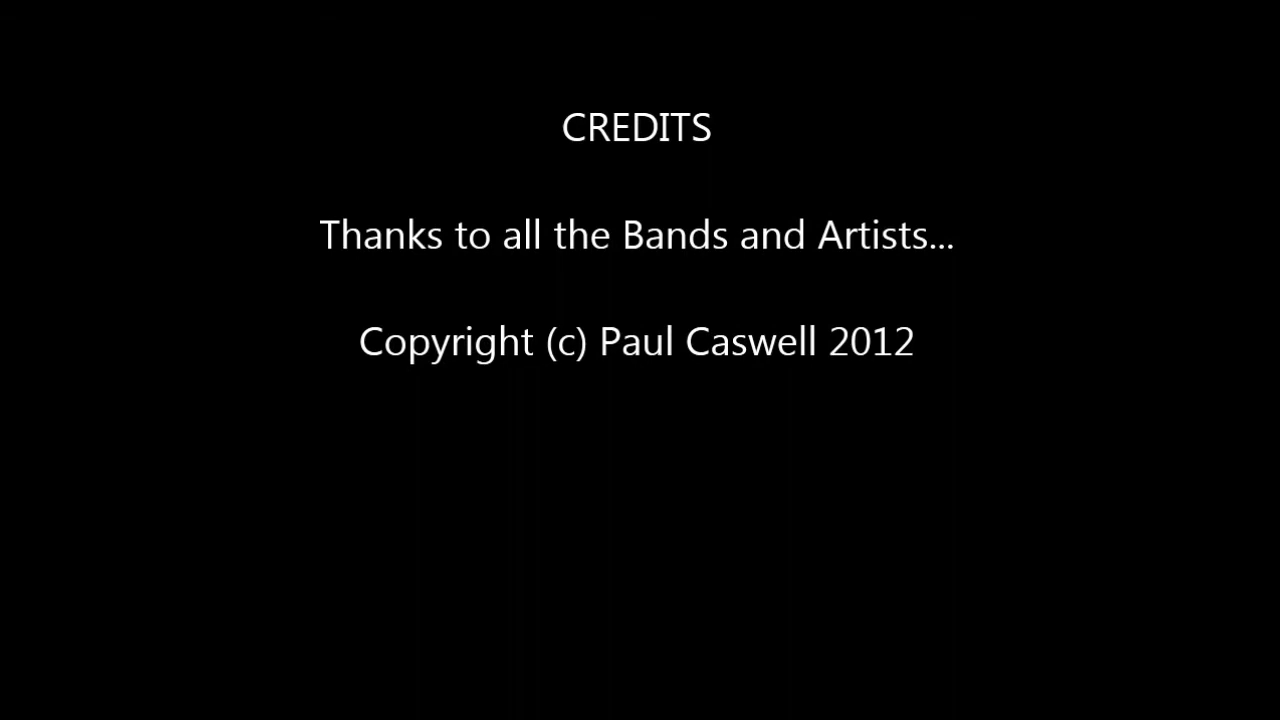 CREDITS
Thanks to all the Bands and Artists...
Copyright (c) Paul Caswell 2012